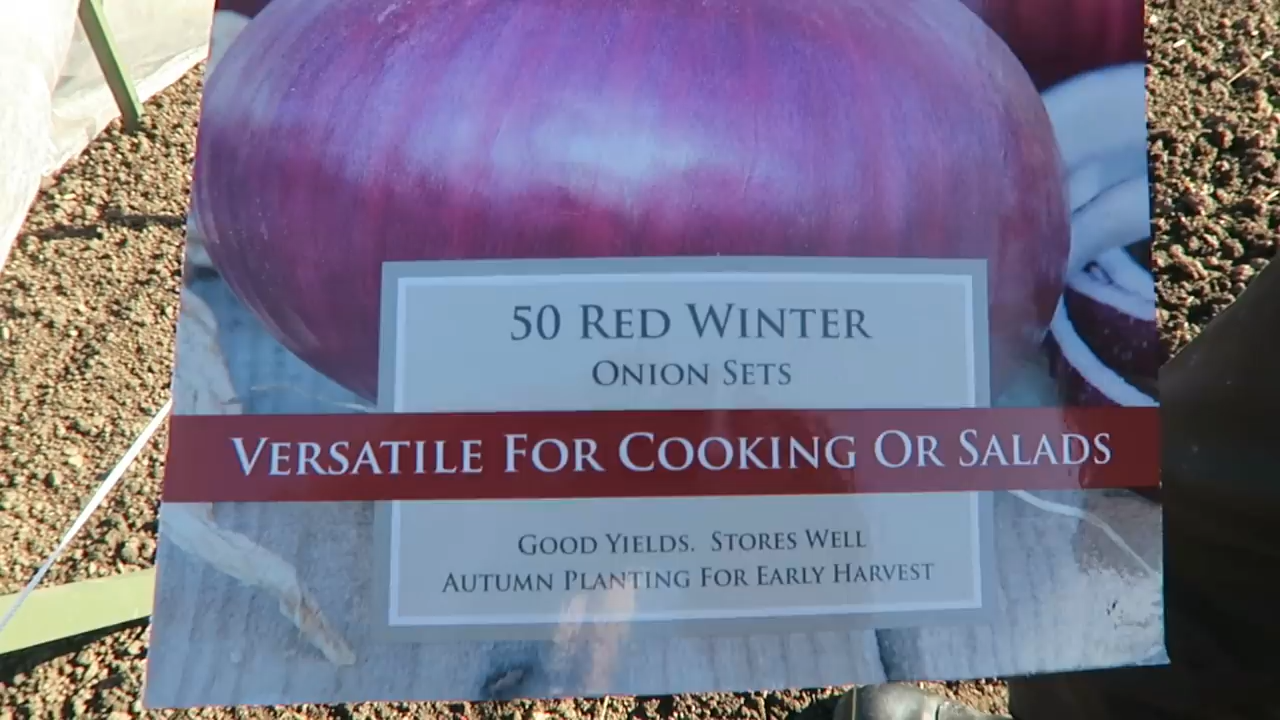 50 RED WINTER
ONION SETS
VERSATILE FOR COOKING OR SALADS
GOOD YIELDS. STORES WELL
AUTUMN PLANTING FOR EARLY HARVEST